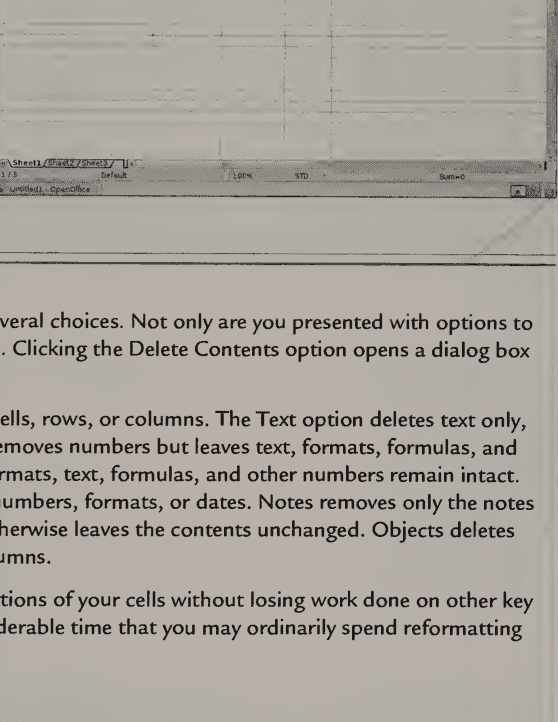 \Sheet1 /Sheet2 /Sheet3 /
1 / 3 Default 100% STD Sum=0
Untitled1 - OpenOffice
veral choices. Not only are you presented with options to
. Clicking the Delete Contents option opens a dialog box
ells, rows, or columns. The Text option deletes text only,
emoves numbers but leaves text, formats, formulas, and
rmats, text, formulas, and other numbers remain intact.
umbers, formats, or dates. Notes removes only the notes
herwise leaves the contents unchanged. Objects deletes
umns.
tions of your cells without losing work done on other key
derable time that you may ordinarily spend reformatting